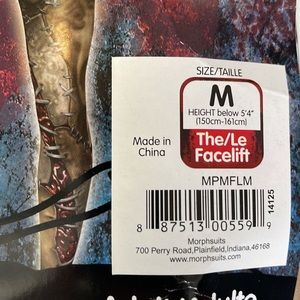 SIZE/TAILLE
M
HEIGHT below 5'4"
(150cm-161cm)
Made in
China
The/Le
Facelift
MPMFLM
8 87513 00559 9
14125
Morphsuits
700 Perry Road,Plainfield,Indiana,46168
www.morphsuits.com